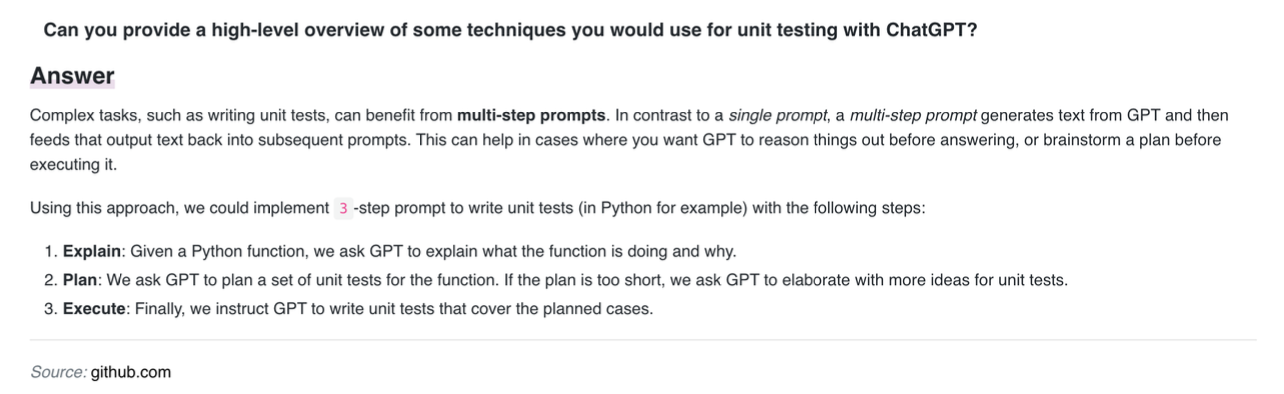 Can you provide a high-level overview of some techniques you would use for unit testing with ChatGPT?
Answer
Complex tasks, such as writing unit tests, can benefit from multi-step prompts. In contrast to a single prompt, a multi-step prompt generates text from GPT and then
feeds that output text back into subsequent prompts. This can help in cases where you want GPT to reason things out before answering, or brainstorm a plan before
executing it.
Using this approach, we could implement 3 -step prompt to write unit tests (in Python for example) with the following steps:
1. Explain: Given a Python function, we ask GPT to explain what the function is doing and why.
2. Plan: We ask GPT to plan a set of unit tests for the function. If the plan is too short, we ask GPT to elaborate with more ideas for unit tests.
3. Execute: Finally, we instruct GPT to write unit tests that cover the planned cases.
Source: github.com